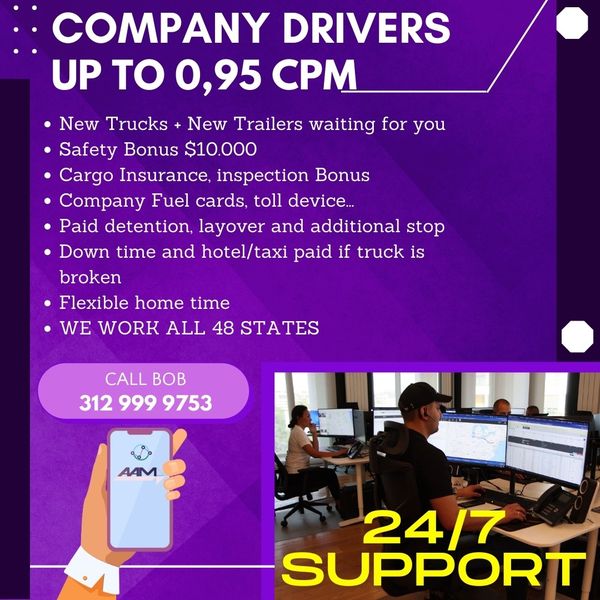 COMPANY DRIVERS
UP TO 0,95 CPM
New Trucks + New Trailers waiting for you
Safety Bonus $10.000
Cargo Insurance, inspection Bonus
Company Fuel cards, toll device...
Paid detention, layover and additional stop
Down time and hotel/taxi paid if truck is
broken
Flexible home time
WE WORK ALL 48 STATES
CALL BOB
312 999 9753
AAM
24/7
SUPPORT